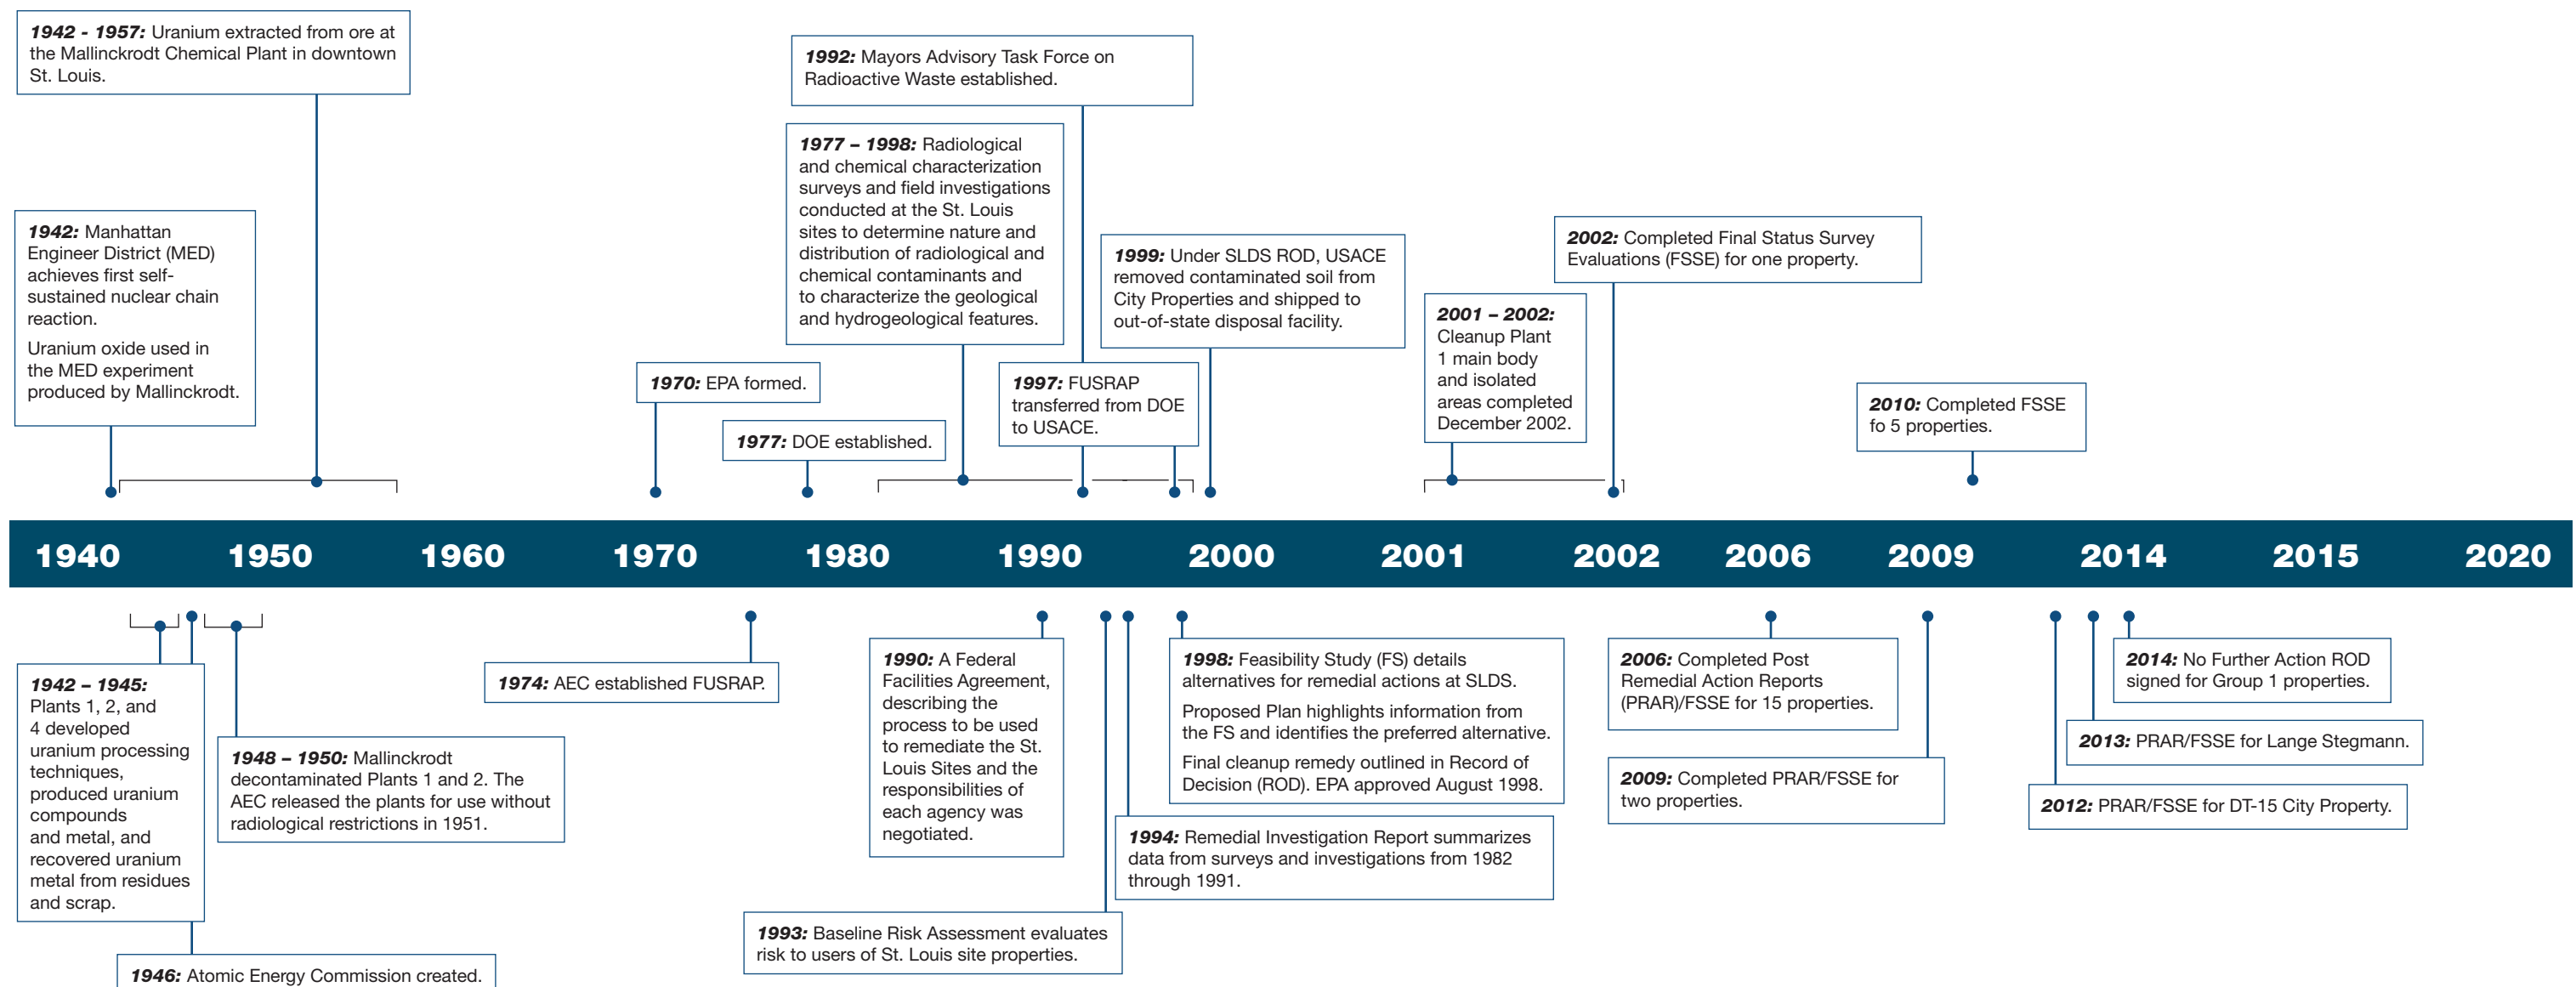 1942 - 1957: Uranium extracted from ore at
the Mallinckrodt Chemical Plant in downtown
St. Louis.
1992: Mayors Advisory Task Force on
Radioactive Waste established.
1977 – 1998: Radiological
and chemical characterization
surveys and field investigations
conducted at the St. Louis
sites to determine nature and
distribution of radiological and
chemical contaminants and
to characterize the geological
and hydrogeological features.
1942: Manhattan
Engineer District (MED)
achieves first self-
sustained nuclear chain
reaction.
Uranium oxide used in
the MED experiment
produced by Mallinckrodt.
1999: Under SLDS ROD, USACE
removed contaminated soil from
City Properties and shipped to
out-of-state disposal facility.
2002: Completed Final Status Survey
Evaluations (FSSE) for one property.
2001 – 2002:
Cleanup Plant
1 main body
and isolated
areas completed
December 2002.
1970: EPA formed.
1977: DOE established.
1997: FUSRAP
transferred from DOE
to USACE.
2010: Completed FSSE
fo 5 properties.
1940 1950 1960 1970 1980 1990 2000 2001 2002 2006 2009 2014 2015 2020
1942 – 1945:
Plants 1, 2, and
4 developed
uranium processing
techniques,
produced uranium
compounds
and metal, and
recovered uranium
metal from residues
and scrap.
1948 – 1950: Mallinckrodt
decontaminated Plants 1 and 2. The
AEC released the plants for use without
radiological restrictions in 1951.
1946: Atomic Energy Commission created.
1974: AEC established FUSRAP.
1990: A Federal
Facilities Agreement,
describing the
process to be used
to remediate the St.
Louis Sites and the
responsibilities of
each agency was
negotiated.
1993: Baseline Risk Assessment evaluates
risk to users of St. Louis site properties.
1998: Feasibility Study (FS) details
alternatives for remedial actions at SLDS.
Proposed Plan highlights information from
the FS and identifies the preferred alternative.
Final cleanup remedy outlined in Record of
Decision (ROD). EPA approved August 1998.
1994: Remedial Investigation Report summarizes
data from surveys and investigations from 1982
through 1991.
2006: Completed Post
Remedial Action Reports
(PRAR)/FSSE for 15 properties.
2009: Completed PRAR/FSSE for
two properties.
2014: No Further Action ROD
signed for Group 1 properties.
2013: PRAR/FSSE for Lange Stegmann.
2012: PRAR/FSSE for DT-15 City Property.